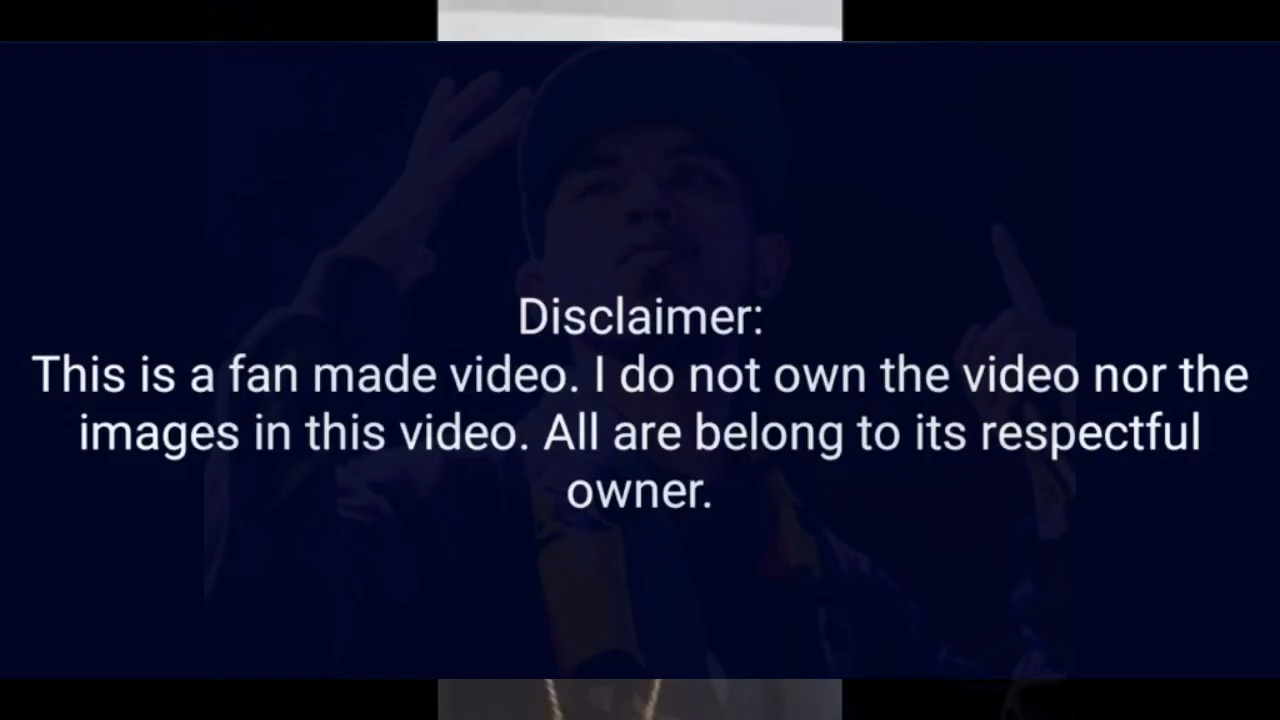 Disclaimer:
This is a fan made video. I do not own the video nor the
images in this video. All are belong to its respectful
owner.